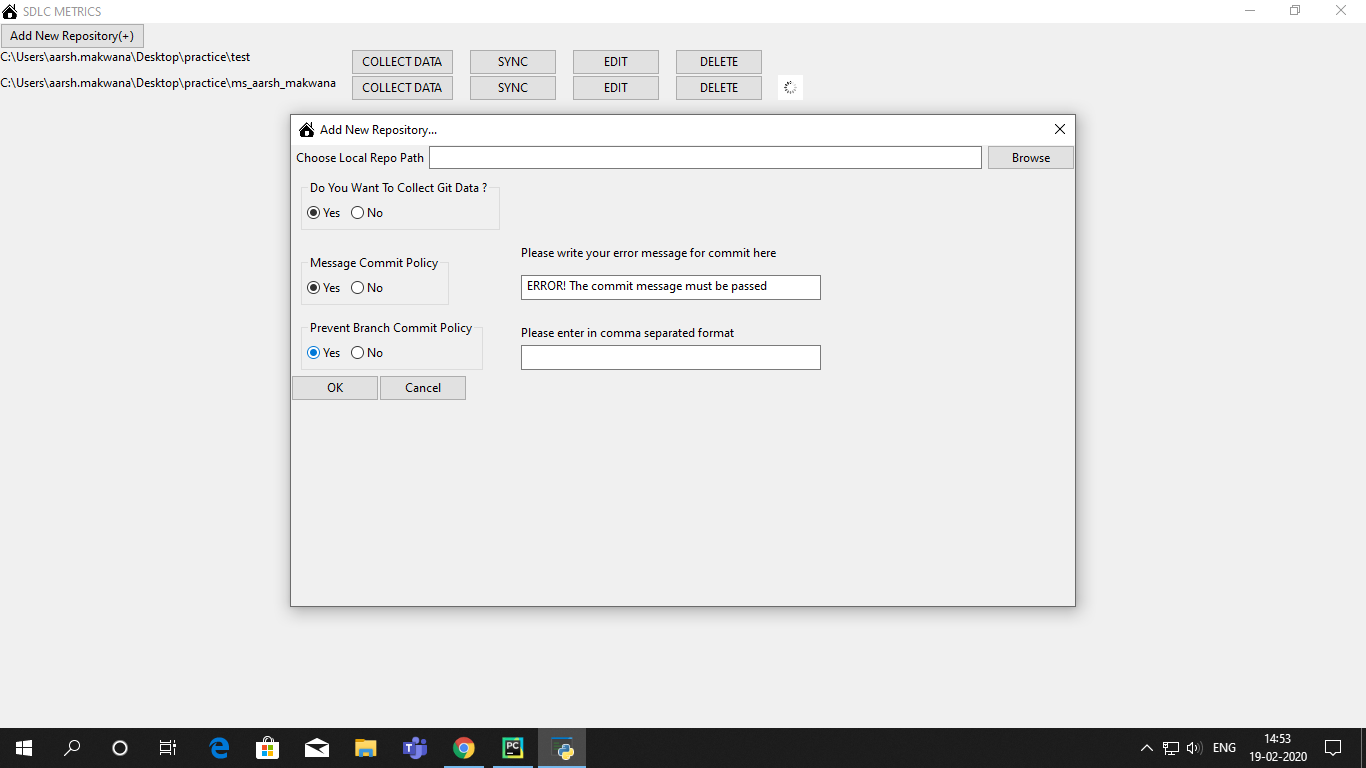 SDLC METRICS
Add New Repository(+)
C:\Users\aarsh.makwana\Desktop\practice\test COLLECT DATA SYNC EDIT DELETE
C:\Users\aarsh.makwana\Desktop\practice\ms_aarsh_makwana COLLECT DATA SYNC EDIT DELETE
Add New Repository...
Choose Local Repo Path Browse
Do You Want To Collect Git Data ?
Yes No
Please write your error message for commit here
Message Commit Policy
Yes No
ERROR! The commit message must be passed
Prevent Branch Commit Policy
Please enter in comma separated format
Yes No
OK Cancel
PC
ENG
14:53
19-02-2020